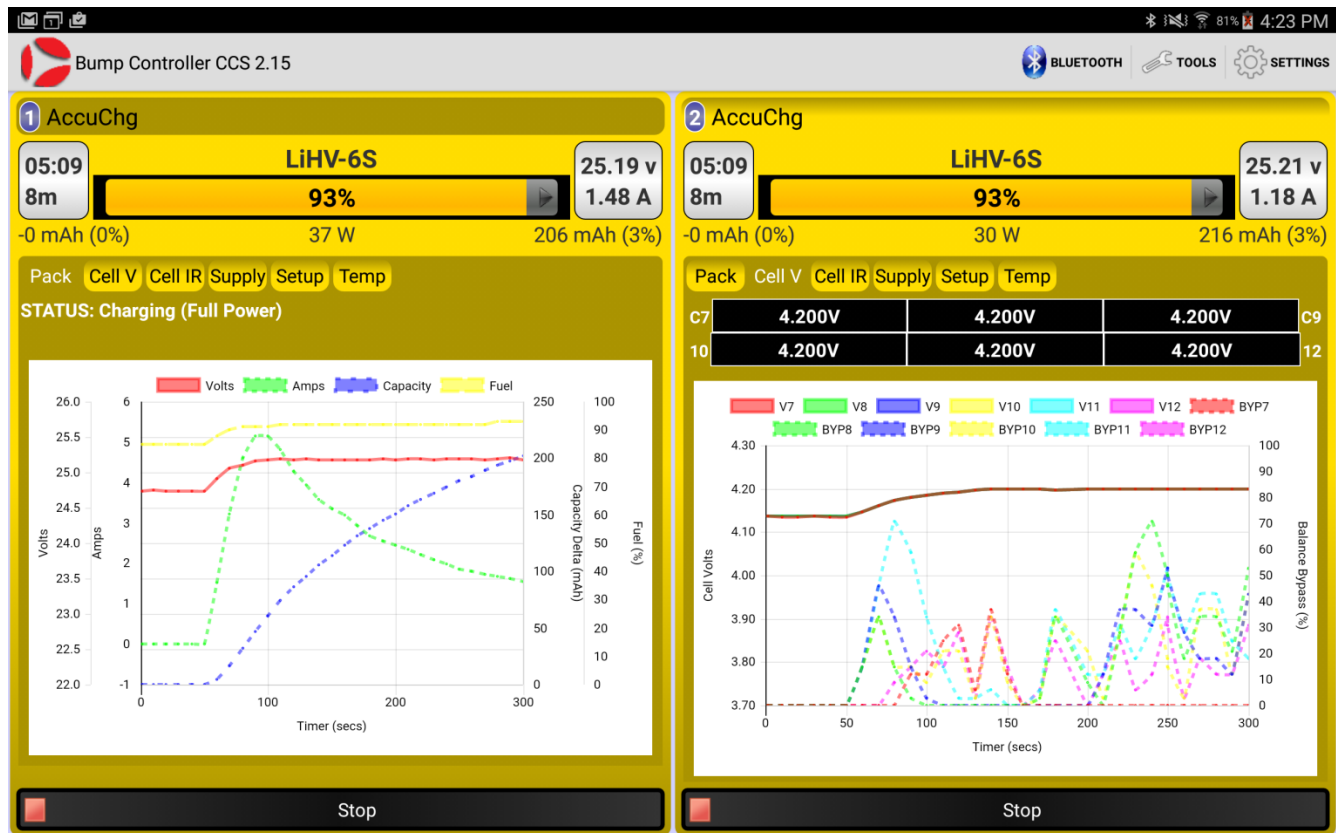 1 81% 4:23 PM
Bump Controller CCS 2.15 BLUETOOTH TOOLS SETTINGS
1 AccuChg
05:09 LiHV-6S 25.19 v
8m 93% 1.48 A
-0 mAh (0%) 37 W 206 mAh (3%)
Pack Cell V Cell IR Supply Setup Temp
STATUS: Charging (Full Power)
Volts Amps Capacity Fuel
26.0 6 250 100
25.5 5 90
25.0 200 80
4 70
24.5 3 150 60
24.0 50
2 100 40
23.5 1 30
23.0 50 20
22.5 0 10
22.0 -1 0 0
Volts
Amps
Capacity Delta (mAh)
Fuel (%)
0 100 200 300
Timer (secs)
Stop
2 AccuChg
05:09 LiHV-6S 25.21 v
8m 93% 1.18 A
-0 mAh (0%) 30 W 216 mAh (3%)
Pack Cell V Cell IR Supply Setup Temp
C7 4.200V 4.200V 4.200V C9
10 4.200V 4.200V 4.200V 12
V7 V8 V9 V10 V11 V12 BYP7
BYP8 BYP9 BYP10 BYP11 BYP12
4.30 100
90
4.20 80
4.10 70
60
4.00 50
3.90 40
30
3.80 20
10
3.70 0
Cell Volts
Balance Bypass (%)
0 50 100 150 200 250 300
Timer (secs)
Stop